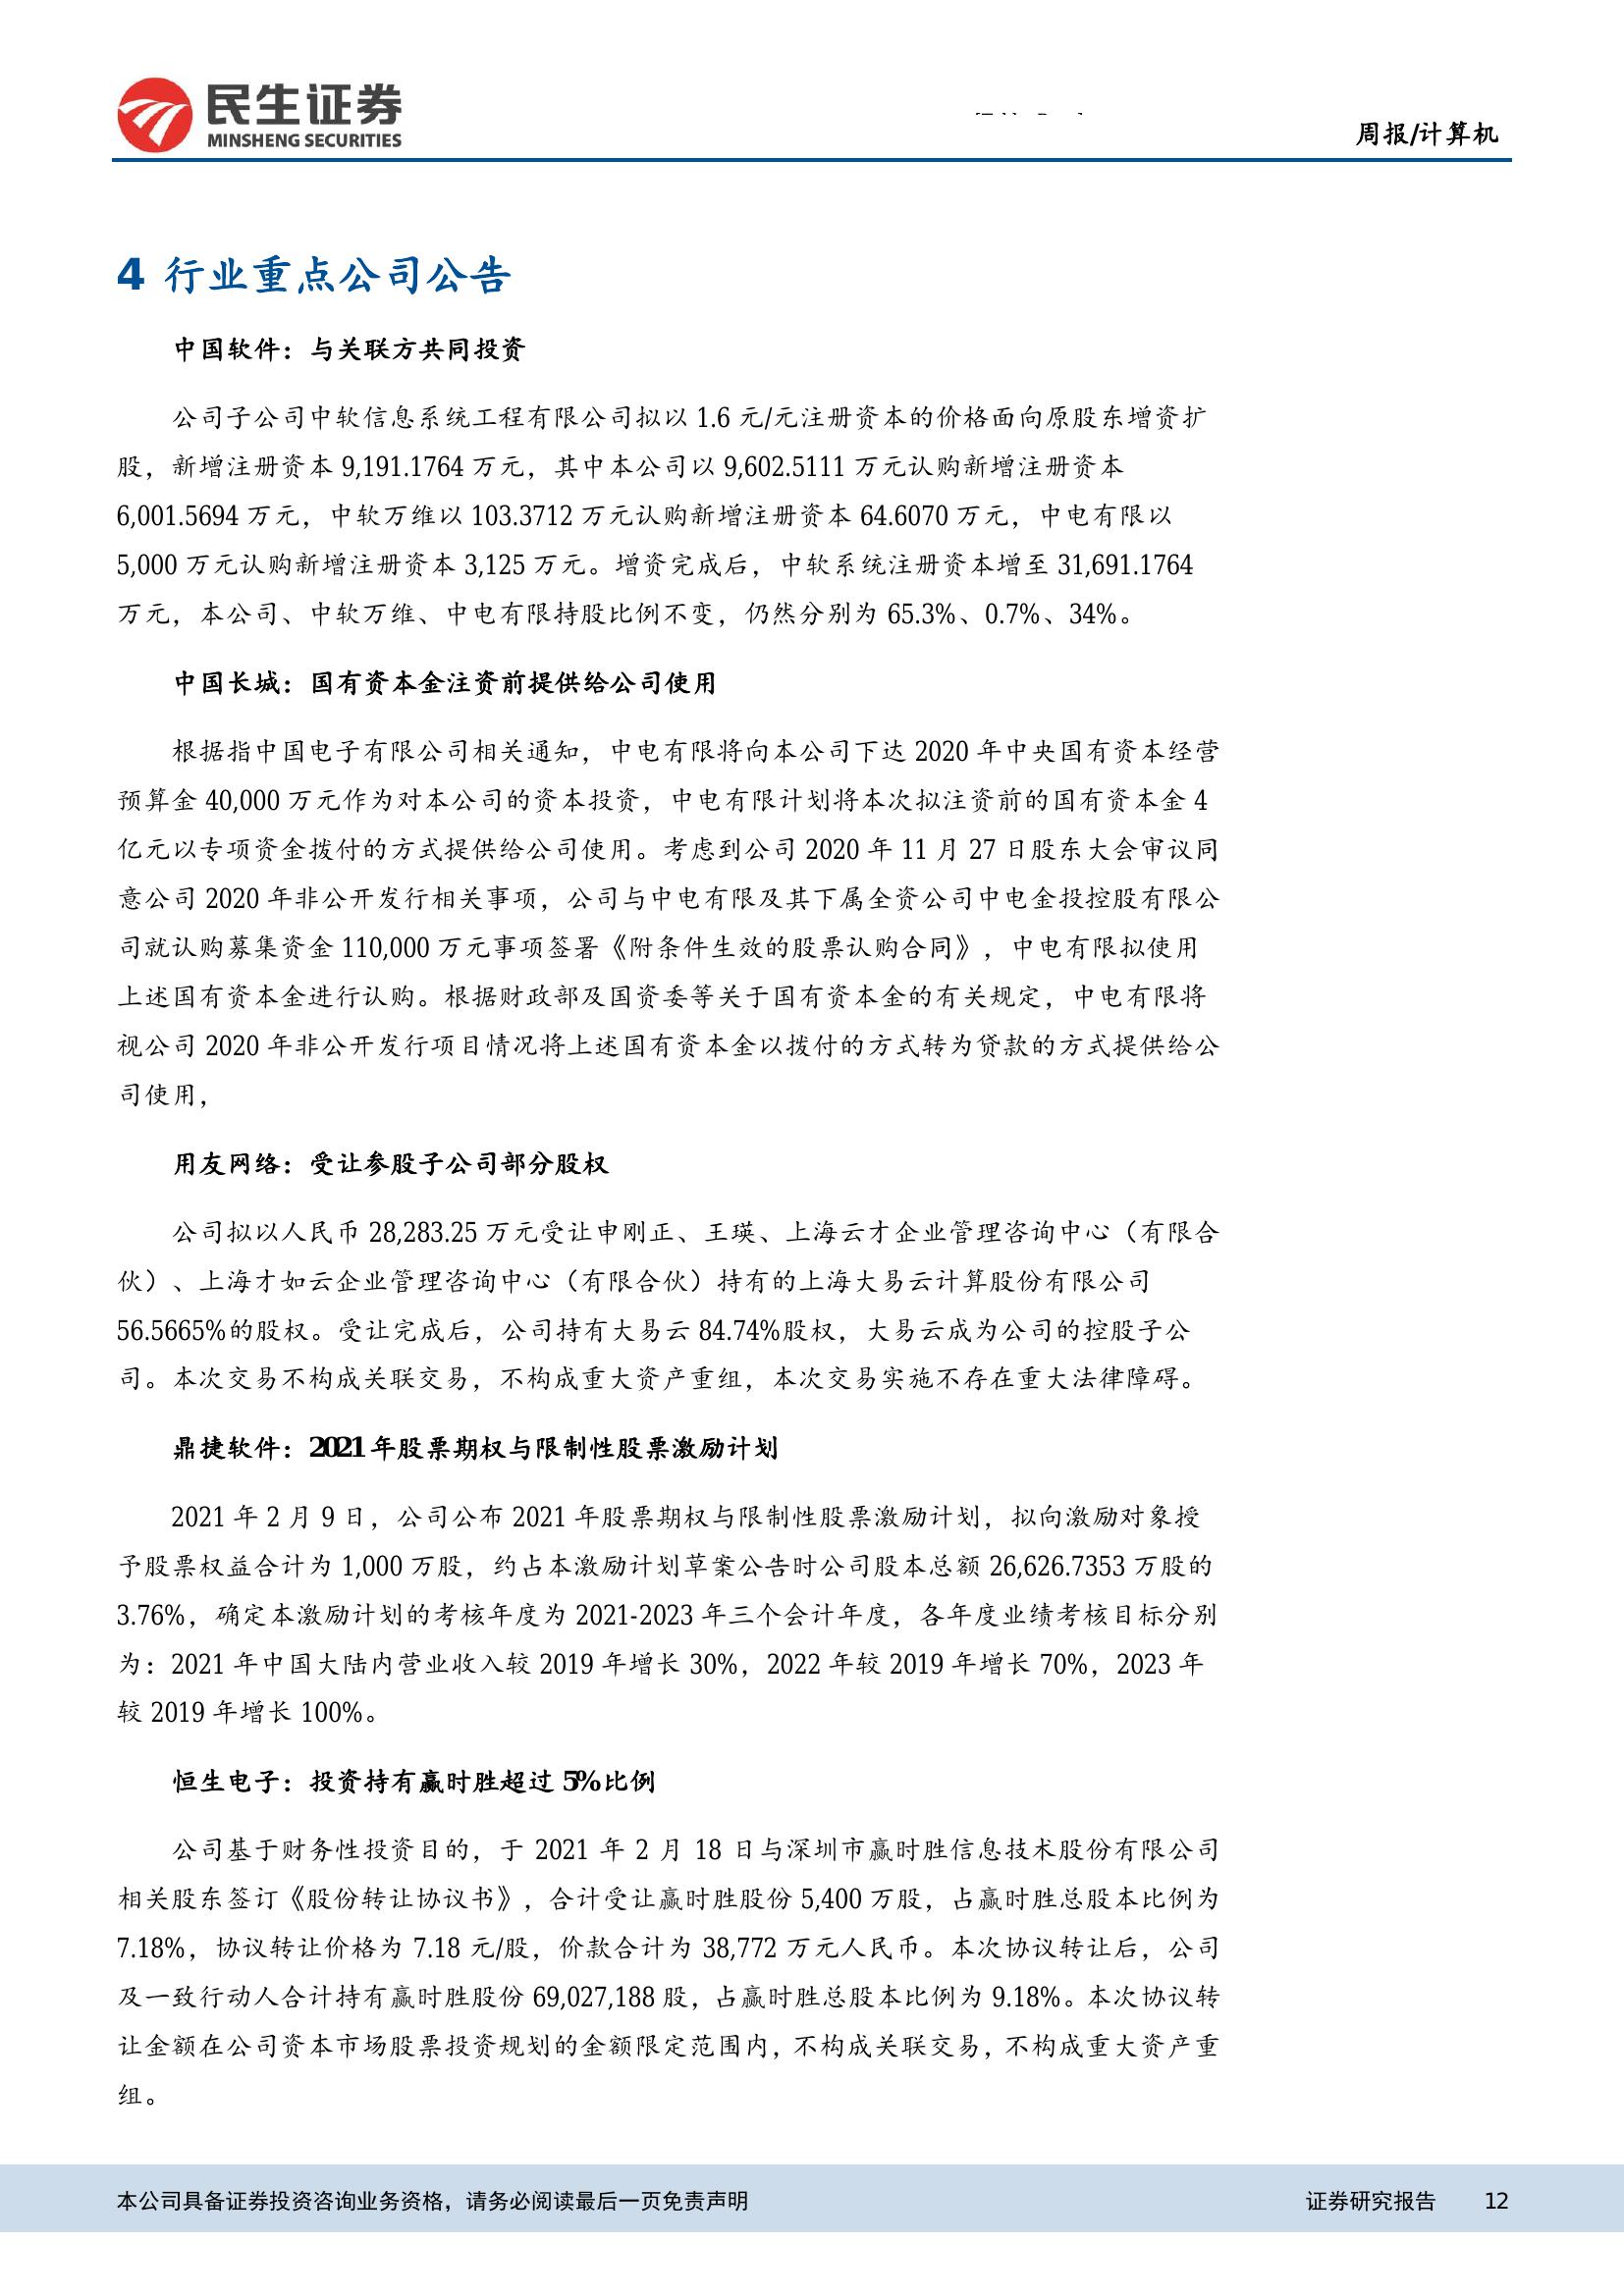 民生证券
MINSHENG SECURITIES
周报/计算机
4 行业重点公司公告
中国软件：与关联方共同投资
公司子公司中软信息系统工程有限公司拟以 1.6 元/元注册资本的价格面向原股东增资扩
股，新增注册资本 9,191.1764 万元，其中本公司以 9,602.5111 万元认购新增注册资本
6,001.5694 万元，中软万维以 103.3712 万元认购新增注册资本 64.6070 万元，中电有限以
5,000 万元认购新增注册资本 3,125 万元。增资完成后，中软系统注册资本增至 31,691.1764
万元，本公司、中软万维、中电有限持股比例不变，仍然分别为 65.3%、0.7%、34%。
中国长城：国有资本金注资前提供给公司使用
根据指中国电子有限公司相关通知，中电有限将向本公司下达 2020 年中央国有资本经营
预算金 40,000 万元作为对本公司的资本投资，中电有限计划将本次拟注资前的国有资本金 4
亿元以专项资金拨付的方式提供给公司使用。考虑到公司 2020 年 11 月 27 日股东大会审议同
意公司 2020 年非公开发行相关事项，公司与中电有限及其下属全资公司中电金投控股有限公
司就认购募集资金 110,000 万元事项签署《附条件生效的股票认购合同》，中电有限拟使用
上述国有资本金进行认购。根据财政部及国资委等关于国有资本金的有关规定，中电有限将
视公司 2020 年非公开发行项目情况将上述国有资本金以拨付的方式转为贷款的方式提供给公
司使用，
用友网络：受让参股子公司部分股权
公司拟以人民币 28,283.25 万元受让申刚正、王瑛、上海云才企业管理咨询中心（有限合
伙）、上海才如云企业管理咨询中心（有限合伙）持有的上海大易云计算股份有限公司
56.5665%的股权。受让完成后，公司持有大易云 84.74%股权，大易云成为公司的控股子公
司。本次交易不构成关联交易，不构成重大资产重组，本次交易实施不存在重大法律障碍。
鼎捷软件：2021 年股票期权与限制性股票激励计划
2021 年 2 月 9 日，公司公布 2021 年股票期权与限制性股票激励计划，拟向激励对象授
予股票权益合计为 1,000 万股，约占本激励计划草案公告时公司股本总额 26,626.7353 万股的
3.76%，确定本激励计划的考核年度为 2021-2023 年三个会计年度，各年度业绩考核目标分别
为：2021 年中国大陆内营业收入较 2019 年增长 30%，2022 年较 2019 年增长 70%，2023 年
较 2019 年增长 100%。
恒生电子：投资持有赢时胜超过 5%比例
公司基于财务性投资目的，于 2021 年 2 月 18 日与深圳市赢时胜信息技术股份有限公司
相关股东签订《股份转让协议书》，合计受让赢时胜股份 5,400 万股，占赢时胜总股本比例为
7.18%，协议转让价格为 7.18 元/股，价款合计为 38,772 万元人民币。本次协议转让后，公司
及一致行动人合计持有赢时胜股份 69,027,188 股，占赢时胜总股本比例为 9.18%。本次协议转
让金额在公司资本市场股票投资规划的金额限定范围内，不构成关联交易，不构成重大资产重
组。
本公司具备证券投资咨询业务资格，请务必阅读最后一页免责声明
证券研究报告 12